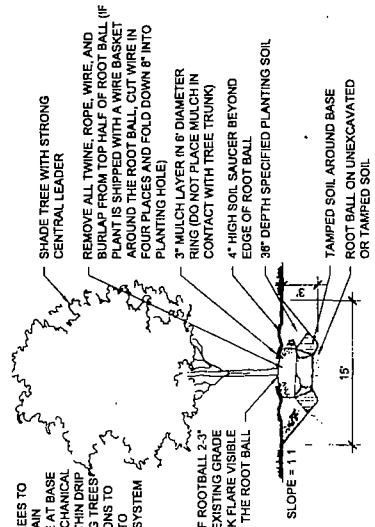 EES TO
AIN
E AT BASE
CHANICAL
THIN DRIP
G TREES
ONS TO
TO
SYSTEM
F ROOTBALL 2-3"
EXISTING GRADE
K FLARE VISIBLE
THE ROOT BALL
SLOPE = 1:1
SHADE TREE WITH STRONG
CENTRAL LEADER
REMOVE ALL TWINE, ROPE, WIRE, AND
BURLAP FROM TOP HALF OF ROOT BALL (IF
PLANT IS SHIPPED WITH A WIRE BASKET
AROUND THE ROOT BALL, CUT WIRE IN
FOUR PLACES AND FOLD DOWN 8" INTO
PLANTING HOLE)
3" MULCH LAYER IN 6' DIAMETER
RING (DO NOT PLACE MULCH IN
CONTACT WITH TREE TRUNK)
4" HIGH SOIL SAUCER BEYOND
EDGE OF ROOT BALL
36" DEPTH SPECIFIED PLANTING SOIL
TAMPED SOIL AROUND BASE
ROOT BALL ON UNEXCAVATED
OR TAMPED SOIL
15'